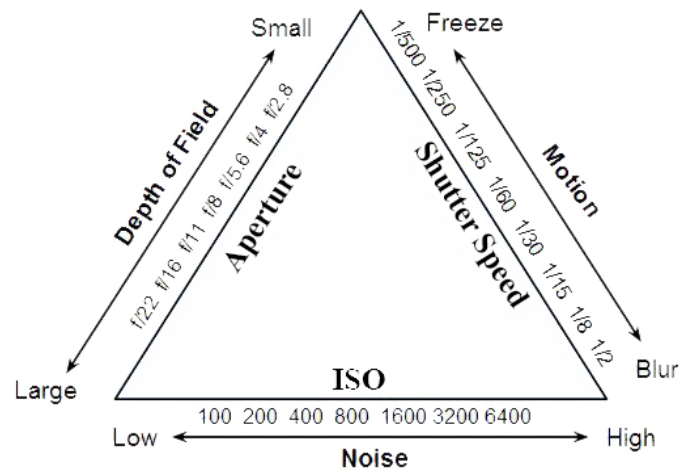 Small
Freeze
Depth of Field
f/22 f/16 f/11 f/8 f/5.6 f/4 f/2.8
Aperture
1/500 1/250 1/125 1/60 1/30 1/15 1/8 1/2
Shutter Speed
Motion
Large
Blur
ISO
100 200 400 800 1600 3200 6400
Low
High
Noise